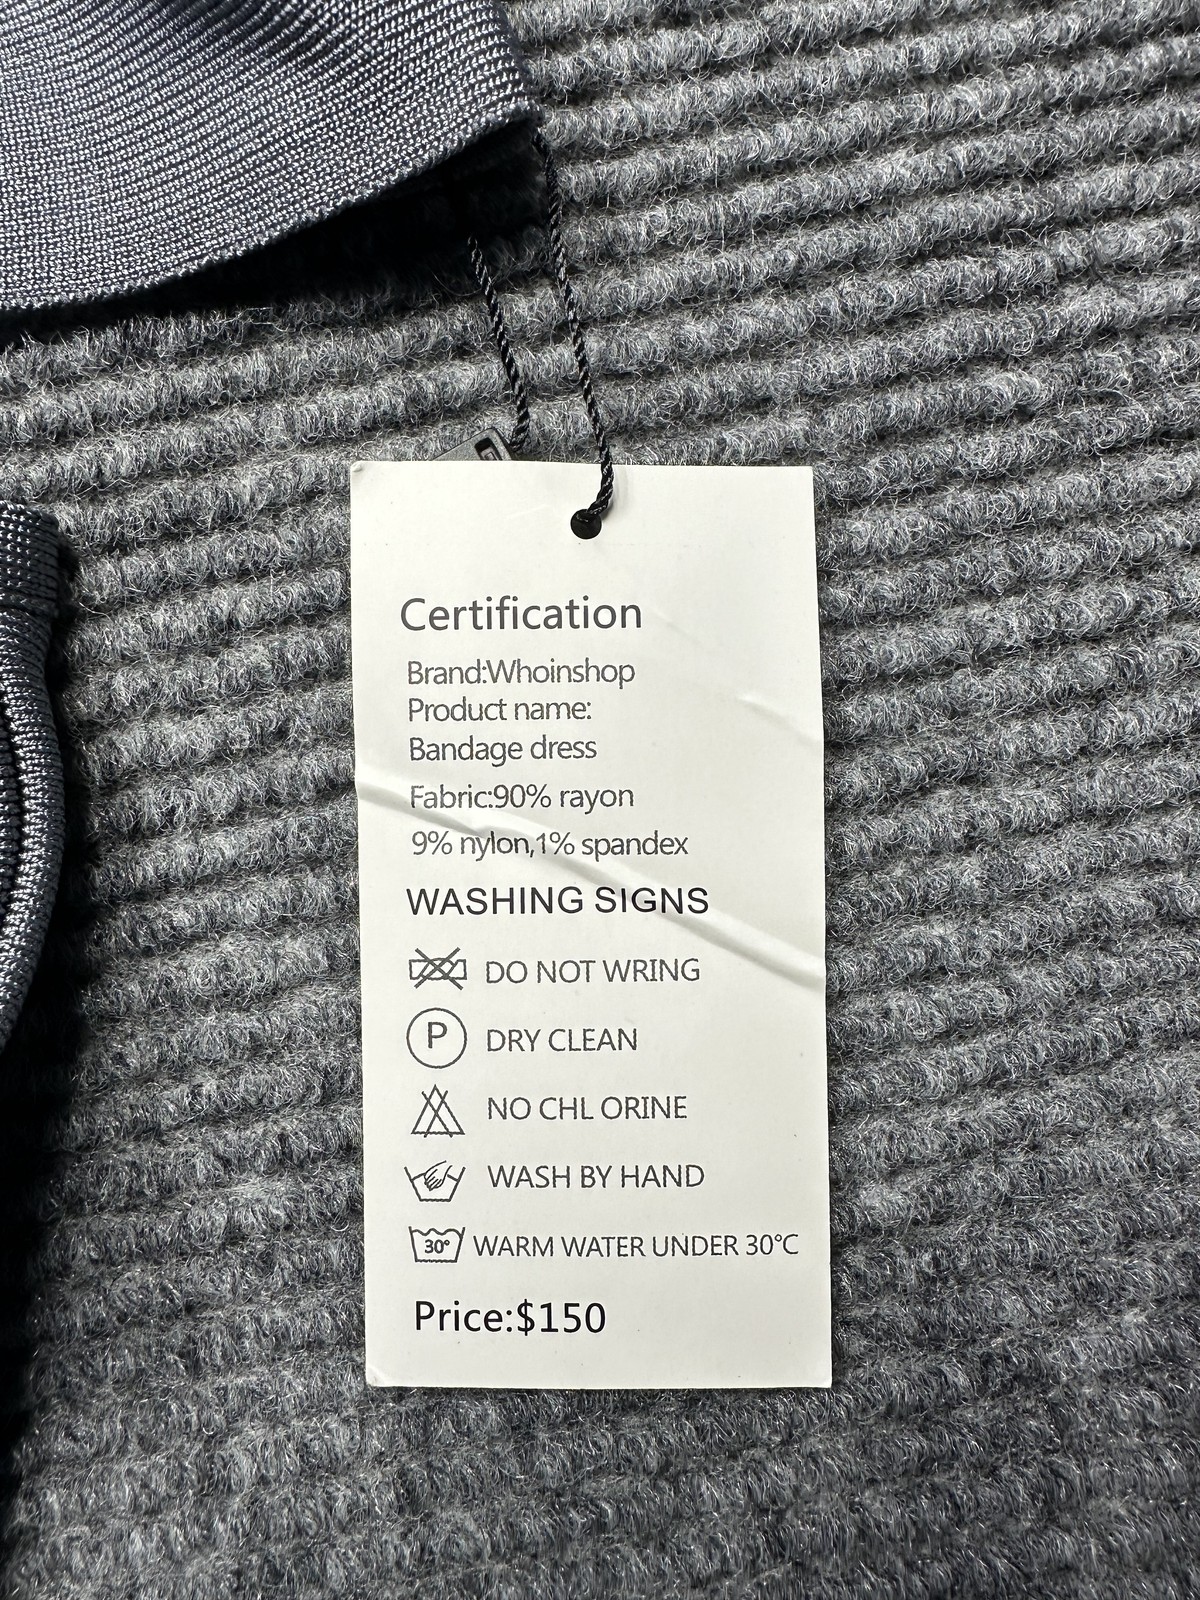 Certification
Brand:Whoinshop
Product name:
Bandage dress
Fabric:90% rayon
9% nylon,1% spandex
WASHING SIGNS
DO NOT WRING
P DRY CLEAN
NO CHL ORINE
WASH BY HAND
30° WARM WATER UNDER 30°C
Price:$150